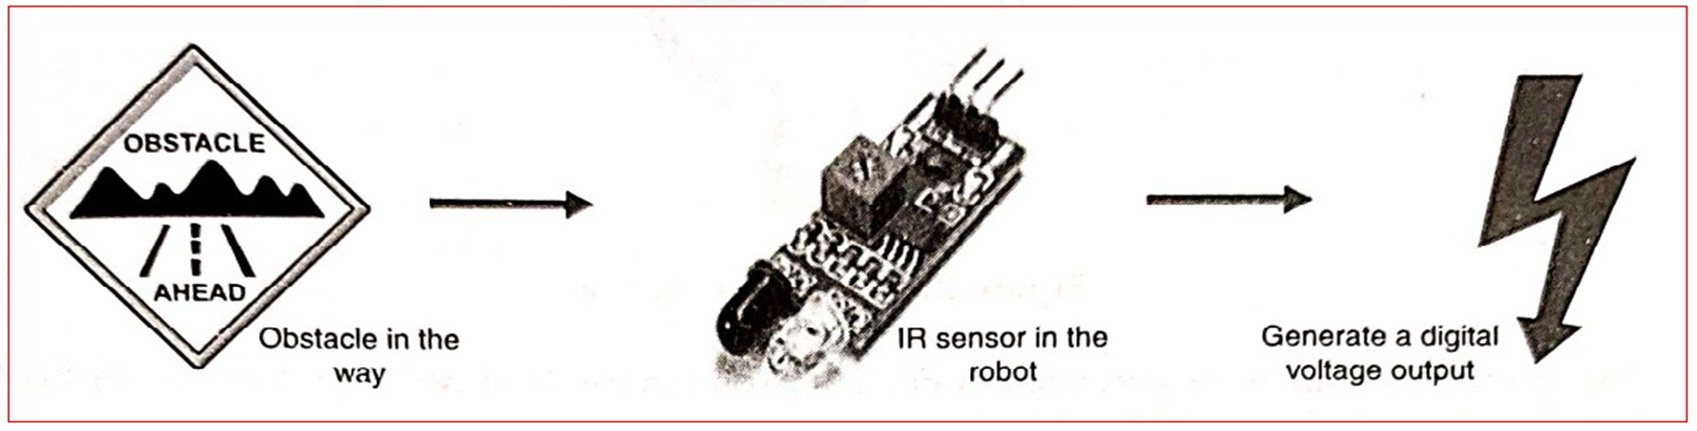 OBSTACLE
AHEAD
Obstacle in the
way
IR sensor in the
robot
Generate a digital
voltage output